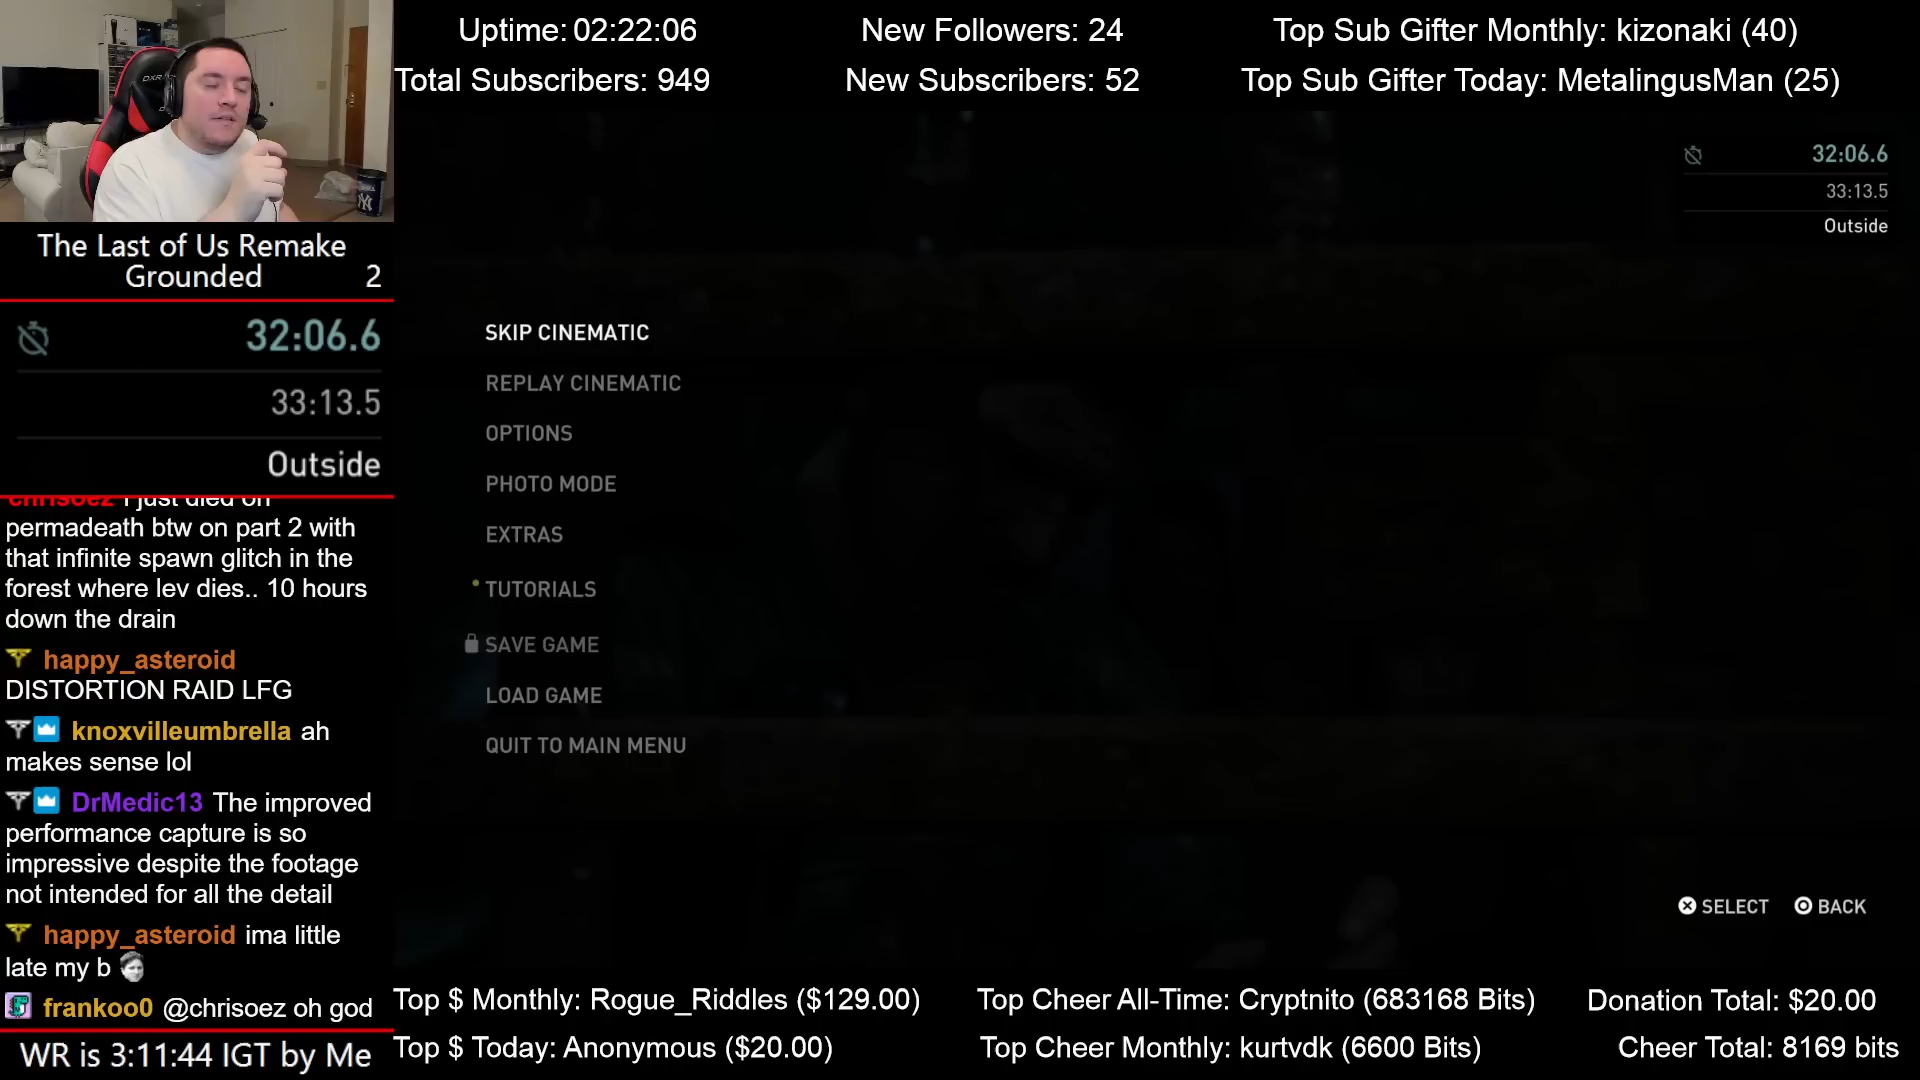 Uptime: 02:22:06
New Followers: 24
Top Sub Gifter Monthly: kizonaki (40)
Total Subscribers: 949
New Subscribers: 52
Top Sub Gifter Today: MetalingusMan (25)
32:06.6
33:13.5
Outside
The Last of Us Remake
Grounded 2
32:06.6
33:13.5
Outside
SKIP CINEMATIC
REPLAY CINEMATIC
OPTIONS
PHOTO MODE
EXTRAS
TUTORIALS
SAVE GAME
LOAD GAME
QUIT TO MAIN MENU
SELECT BACK
chrisoez I just died on
permadeath btw on part 2 with
that infinite spawn glitch in the
forest where lev dies.. 10 hours
down the drain
happy_asteroid
DISTORTION RAID LFG
knoxvilleumbrella ah
makes sense lol
DrMedic13 The improved
performance capture is so
impressive despite the footage
not intended for all the detail
happy_asteroid ima little
late my b
frankoo0 @chrisoez oh god
WR is 3:11:44 IGT by Me
Top $ Monthly: Rogue_Riddles ($129.00)
Top Cheer All-Time: Cryptnito (683168 Bits)
Donation Total: $20.00
Top $ Today: Anonymous ($20.00)
Top Cheer Monthly: kurtvdk (6600 Bits)
Cheer Total: 8169 bits